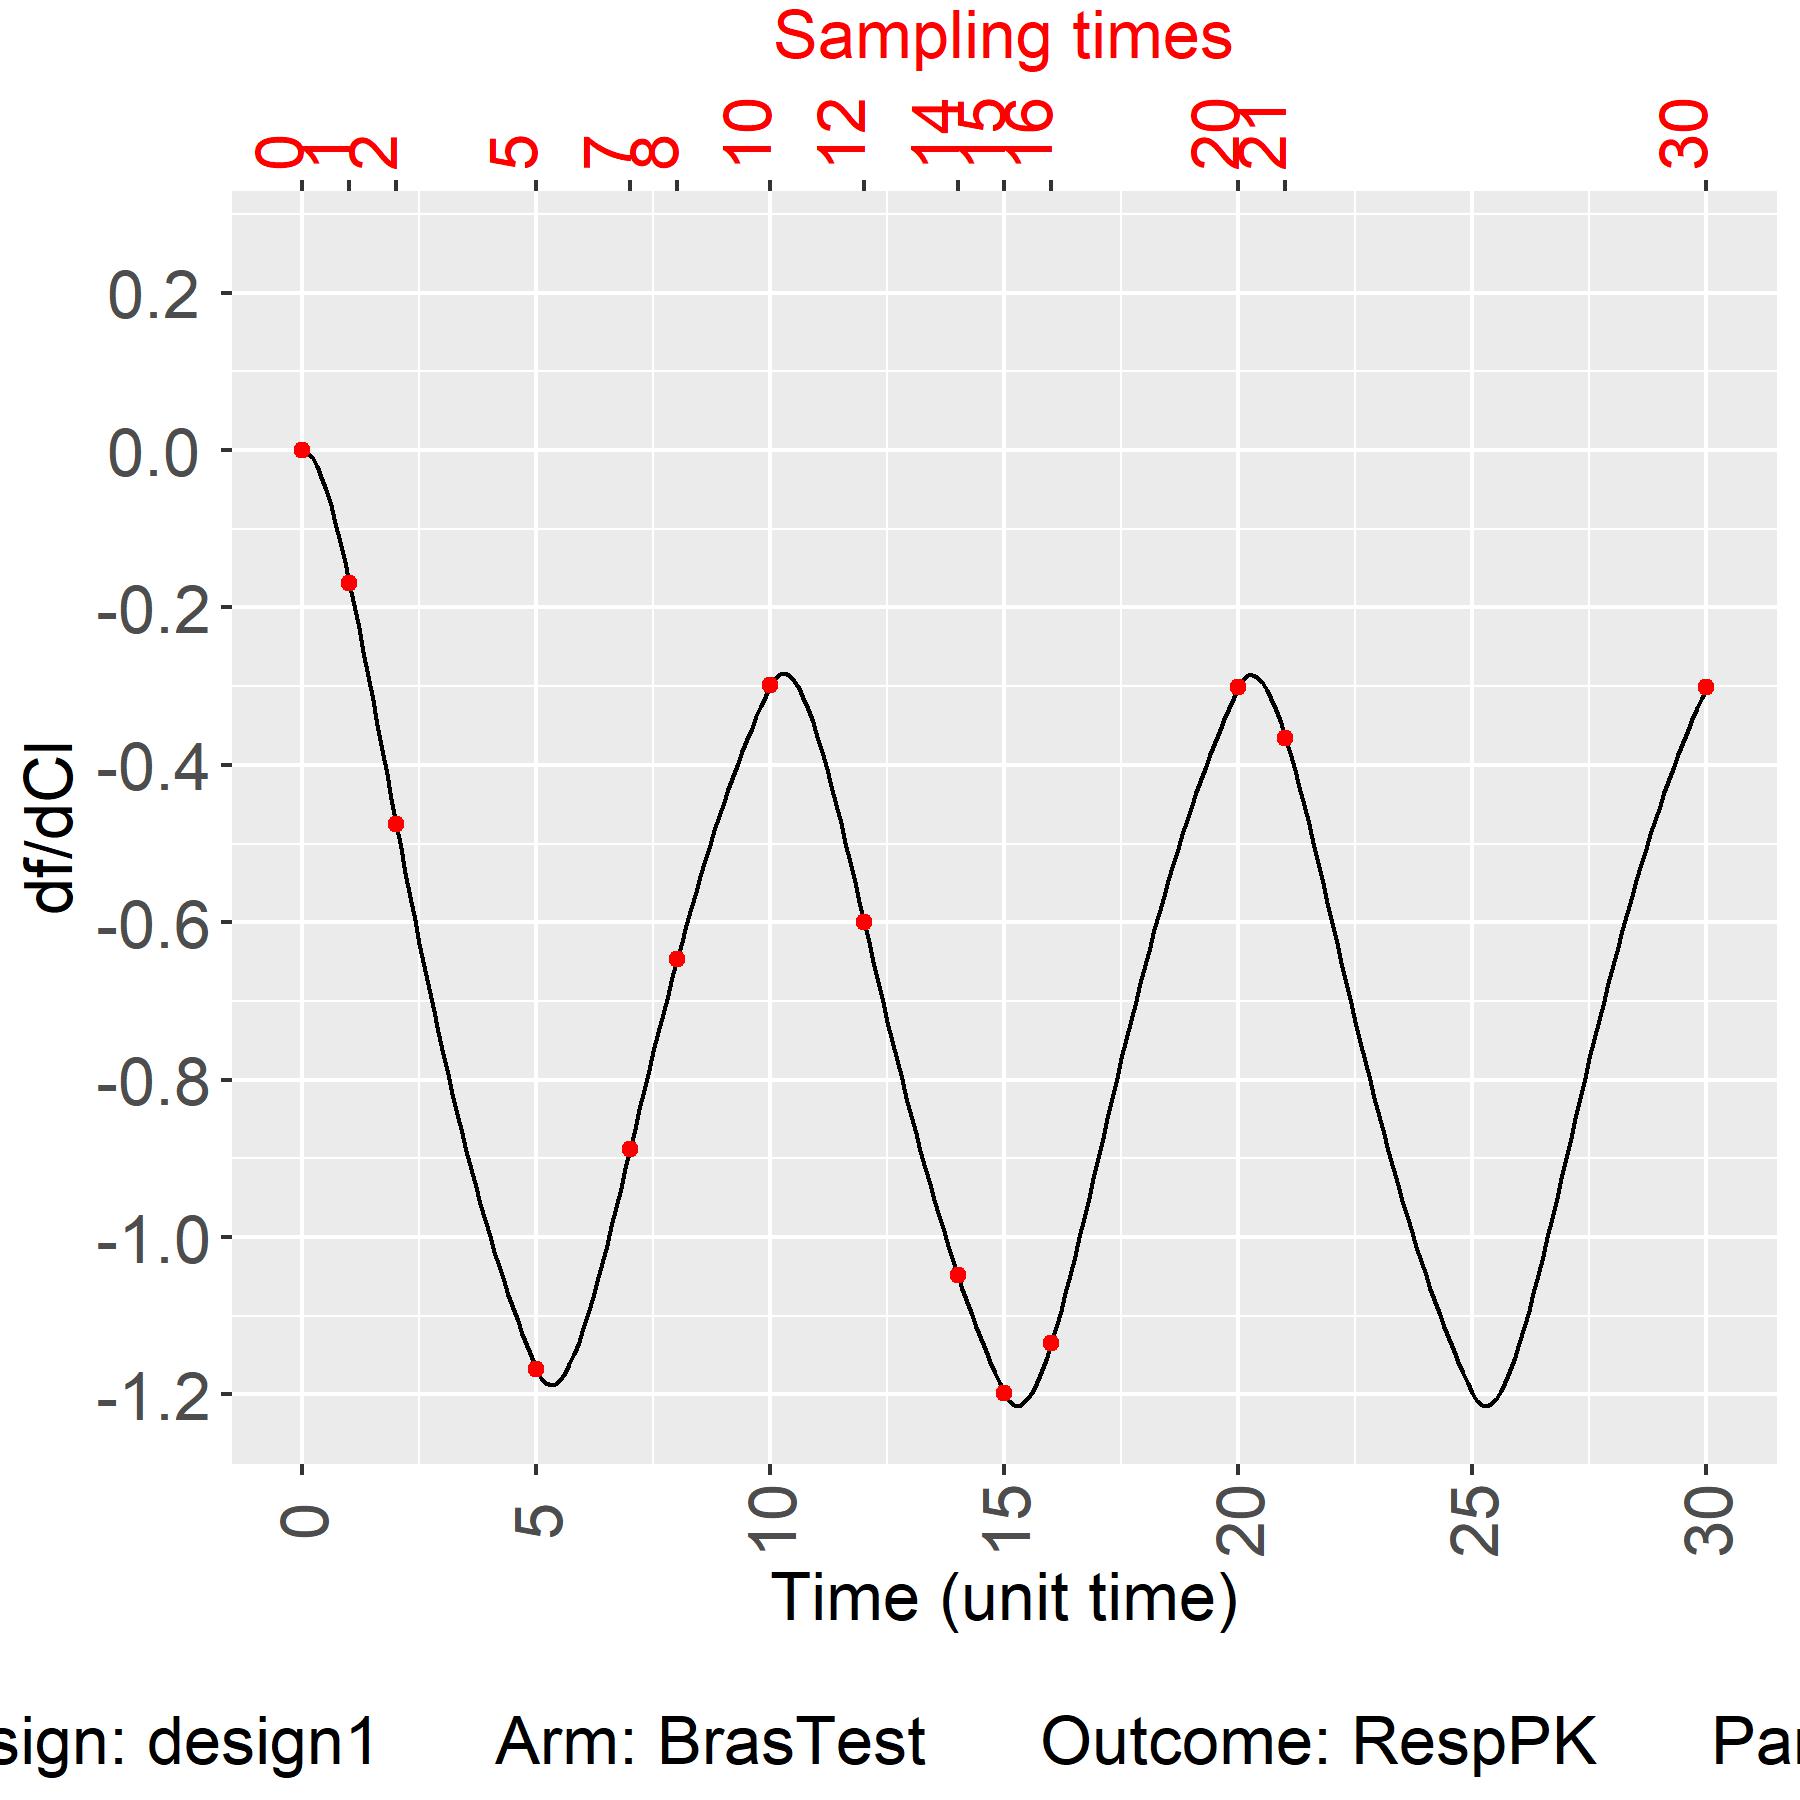 Sampling times
0 1 2 5 7 8 10 12 14 15 16 20 21 30
0.2
0.0
-0.2
-0.4
-0.6
-0.8
-1.0
-1.2
df/dCl
0 5 10 15 20 25 30
Time (unit time)
sign: design1 Arm: BrasTest Outcome: RespPK Par